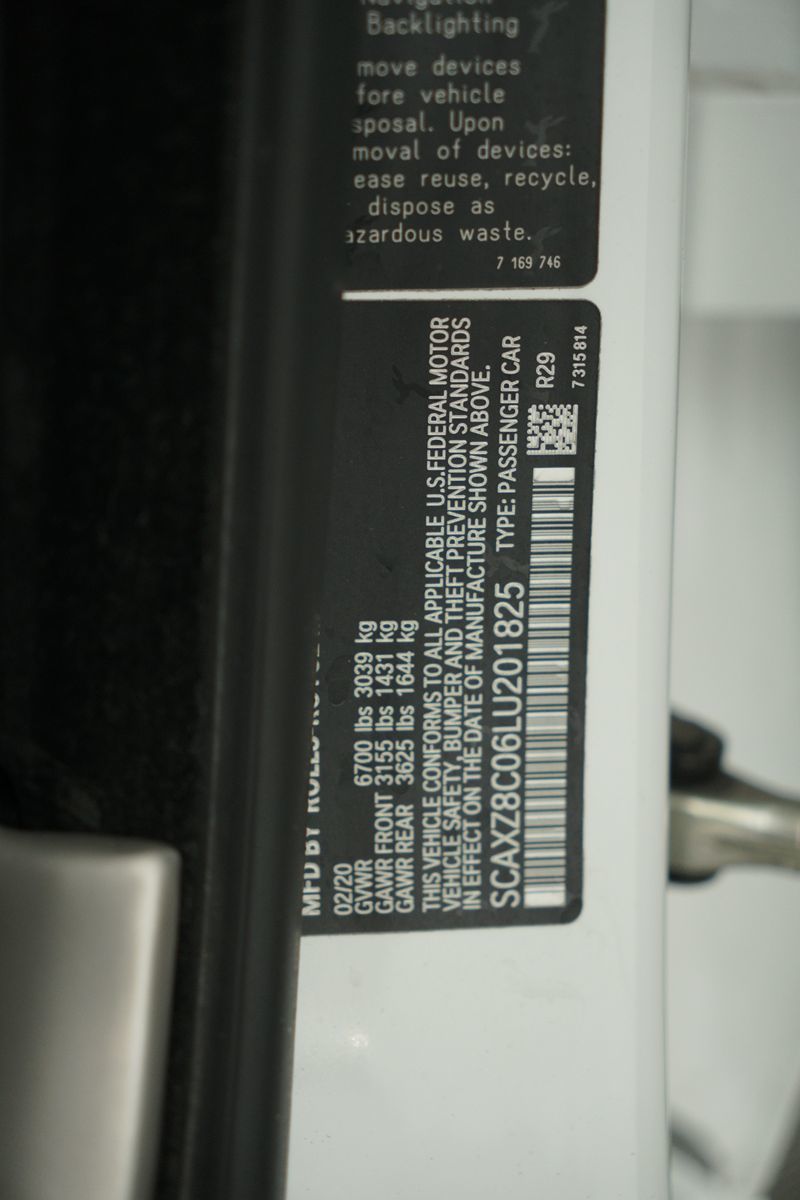 Backlighting
move devices
fore vehicle
sposal. Upon
moval of devices:
ease reuse, recycle,
dispose as
azardous waste.
7 169 746
MFD BY
02/20
GVWR 6700 lbs 3039 kg
GAWR FRONT 3155 lbs 1431 kg
GAWR REAR 3625 lbs 1644 kg
THIS VEHICLE CONFORMS TO ALL APPLICABLE U.S.FEDERAL MOTOR
VEHICLE SAFETY, BUMPER AND THEFT PREVENTION STANDARDS
IN EFFECT ON THE DATE OF MANUFACTURE SHOWN ABOVE.
SCAXZ8C06LU201825 TYPE: PASSENGER CAR
R29
7 315 814